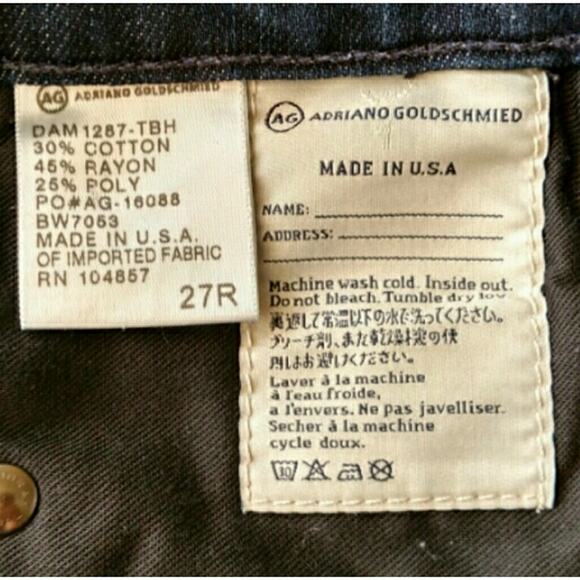 AG ADRIANO GOLDSCHMIED
DAM1287-TBH
30% COTTON
45% RAYON
25% POLY
PO#AG-16088
BW7053
MADE IN U.S.A.
OF IMPORTED FABRIC
RN 104857
27R
AG ADRIANO GOLDSCHMIED
MADE IN U.S.A
NAME:
ADDRESS:
Machine wash cold. Inside out.
Do not bleach. Tumble dry low
裏返して常温以下の水で洗ってください。
ブリーチ剤、また乾燥剤の使
用はお避けください。
Laver à la machine
à l'eau froide,
a l'envers. Ne pas javelliser.
Secher à la machine
cycle doux.
30